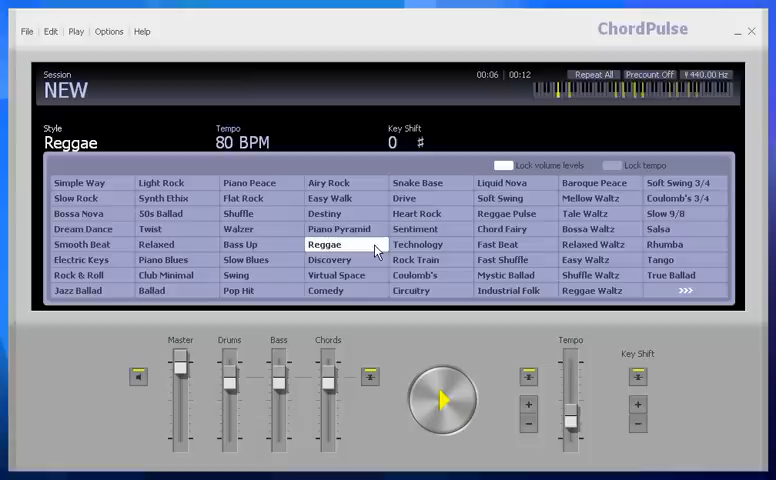 File Edit Play Options Help
ChordPulse
Session
NEW
00:06 | 00:12
Repeat All Precount Off 440.00 Hz
Style
Reggae
Tempo
80 BPM
Key Shift
0 #
Lock volume levels Lock tempo
Simple Way Light Rock Piano Peace Airy Rock Snake Base Liquid Nova Baroque Peace Soft Swing 3/4
Slow Rock Synth Ethix Flat Rock Easy Walk Drive Soft Swing Mellow Waltz Coulomb's 3/4
Bossa Nova 50s Ballad Shuffle Destiny Heart Rock Reggae Pulse Tale Waltz Slow 9/8
Dream Dance Twist Walzer Piano Pyramid Sentiment Chord Fairy Bossa Waltz Salsa
Smooth Beat Relaxed Bass Up Reggae Technology Fast Beat Relaxed Waltz Rhumba
Electric Keys Piano Blues Slow Blues Discovery Rock Train Fast Shuffle Easy Waltz Tango
Rock & Roll Club Minimal Swing Virtual Space Coulomb's Mystic Ballad Shuffle Waltz True Ballad
Jazz Ballad Ballad Pop Hit Comedy Circuitry Industrial Folk Reggae Waltz >>>
Master Drums Bass Chords Tempo
Key Shift
+ +
- -